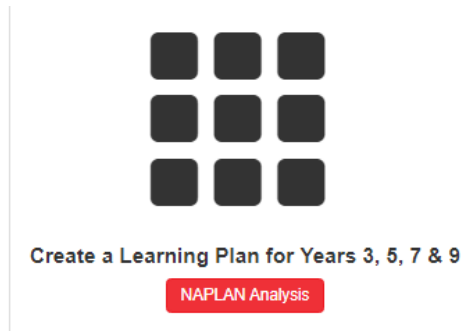 Create a Learning Plan for Years 3, 5, 7 & 9
NAPLAN Analysis